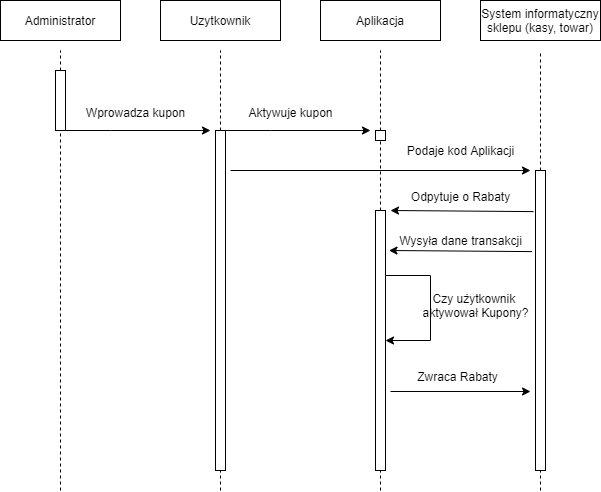 Administrator
Uzytkownik
Aplikacja
System informatyczny
sklepu (kasy, towar)
Wprowadza kupon
Aktywuje kupon
Podaje kod Aplikacji
Odpytuje o Rabaty
Wysyła dane transakcji
Czy użytkownik
aktywował Kupony?
Zwraca Rabaty